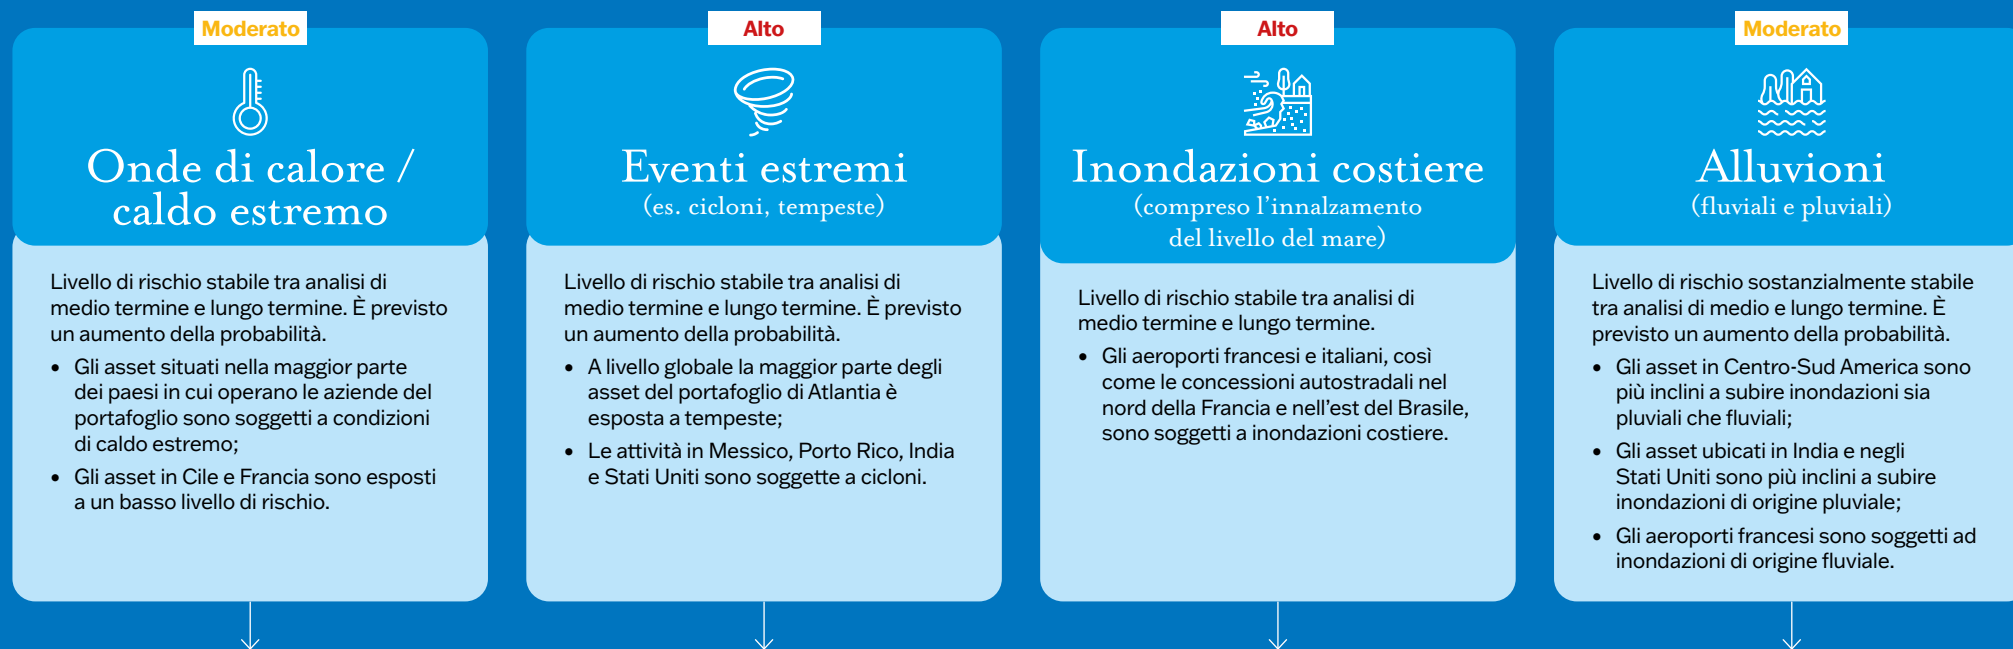 Moderato
Onde di calore /
caldo estremo
Livello di rischio stabile tra analisi di
medio termine e lungo termine. È previsto
un aumento della probabilità.
• Gli asset situati nella maggior parte
dei paesi in cui operano le aziende del
portafoglio sono soggetti a condizioni
di caldo estremo;
• Gli asset in Cile e Francia sono esposti
a un basso livello di rischio.
Alto
Eventi estremi
(es. cicloni, tempeste)
Livello di rischio stabile tra analisi di
medio termine e lungo termine. È previsto
un aumento della probabilità.
• A livello globale la maggior parte degli
asset del portafoglio di Atlantia è
esposta a tempeste;
• Le attività in Messico, Porto Rico, India
e Stati Uniti sono soggette a cicloni.
Alto
Inondazioni costiere
(compreso l'innalzamento
del livello del mare)
Livello di rischio stabile tra analisi di
medio termine e lungo termine.
• Gli aeroporti francesi e italiani, così
come le concessioni autostradali nel
nord della Francia e nell'est del Brasile,
sono soggetti a inondazioni costiere.
Moderato
Alluvioni
(fluviali e pluviali)
Livello di rischio sostanzialmente stabile
tra analisi di medio e lungo termine. È
previsto un aumento della probabilità.
• Gli asset in Centro-Sud America sono
più inclini a subire inondazioni sia
pluviali che fluviali;
• Gli asset ubicati in India e negli
Stati Uniti sono più inclini a subire
inondazioni di origine pluviale;
• Gli aeroporti francesi sono soggetti ad
inondazioni di origine fluviale.